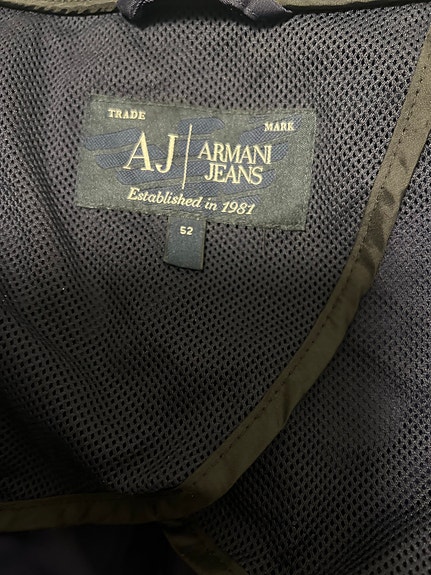 TRADE MARK
AJ ARMANI
JEANS
Established in 1981
52